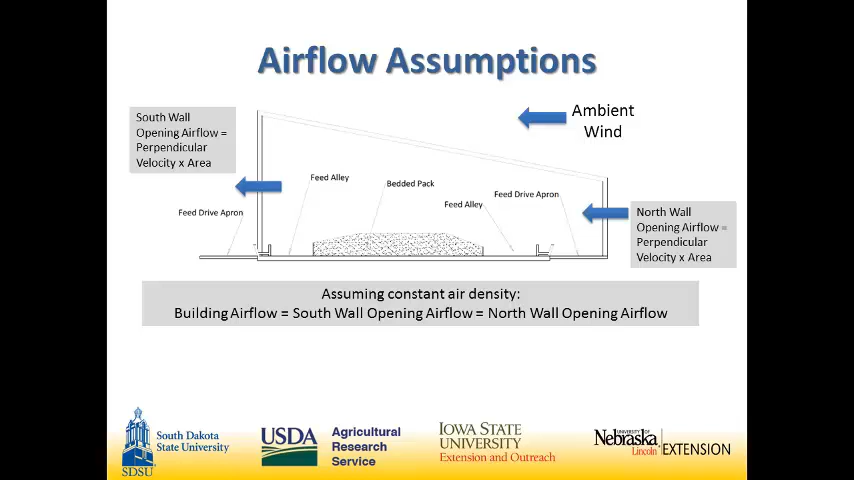 Airflow Assumptions
South Wall
Opening Airflow =
Perpendicular
Velocity x Area
Ambient
Wind
Feed Alley
Bedded Pack
Feed Drive Apron
Feed Alley
Feed Drive Apron
North Wall
Opening Airflow =
Perpendicular
Velocity x Area
Assuming constant air density:
Building Airflow = South Wall Opening Airflow = North Wall Opening Airflow
SDSU
South Dakota
State University
USDA
Agricultural
Research
Service
IOWA STATE
UNIVERSITY
Extension and Outreach
UNIVERSITY OF
Nebraska
Lincoln
EXTENSION